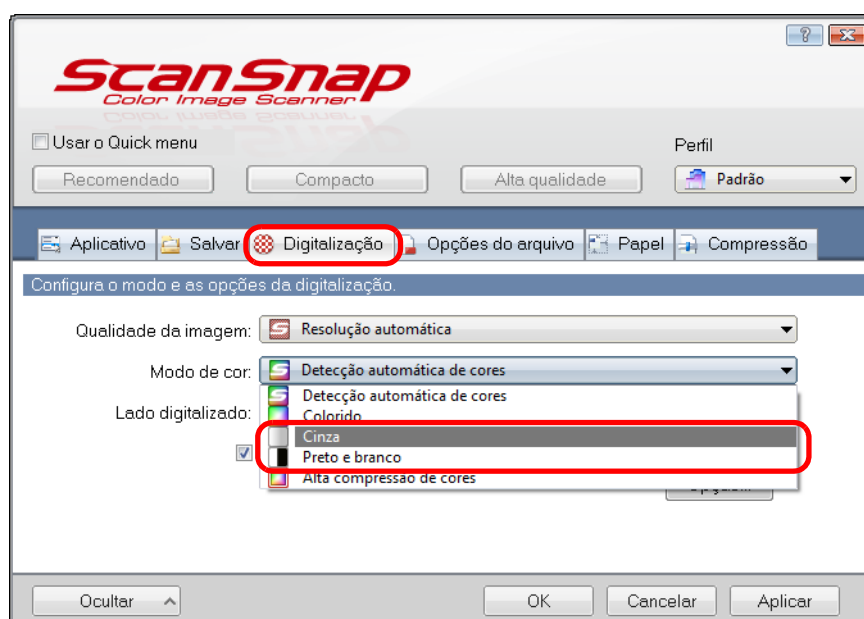 ScanSnap
Color Image Scanner
Usar o Quick menu
Perfil
Recomendado
Compacto
Alta qualidade
Padrão
Aplicativo
Salvar
Digitalização
Opções do arquivo
Papel
Compressão
Configura o modo e as opções da digitalização.
Qualidade da imagem:
Resolução automática
Modo de cor:
Detecção automática de cores
Detecção automática de cores
Lado digitalizado:
Colorido
Cinza
Preto e branco
Alta compressão de cores
Ocultar
OK
Cancelar
Aplicar